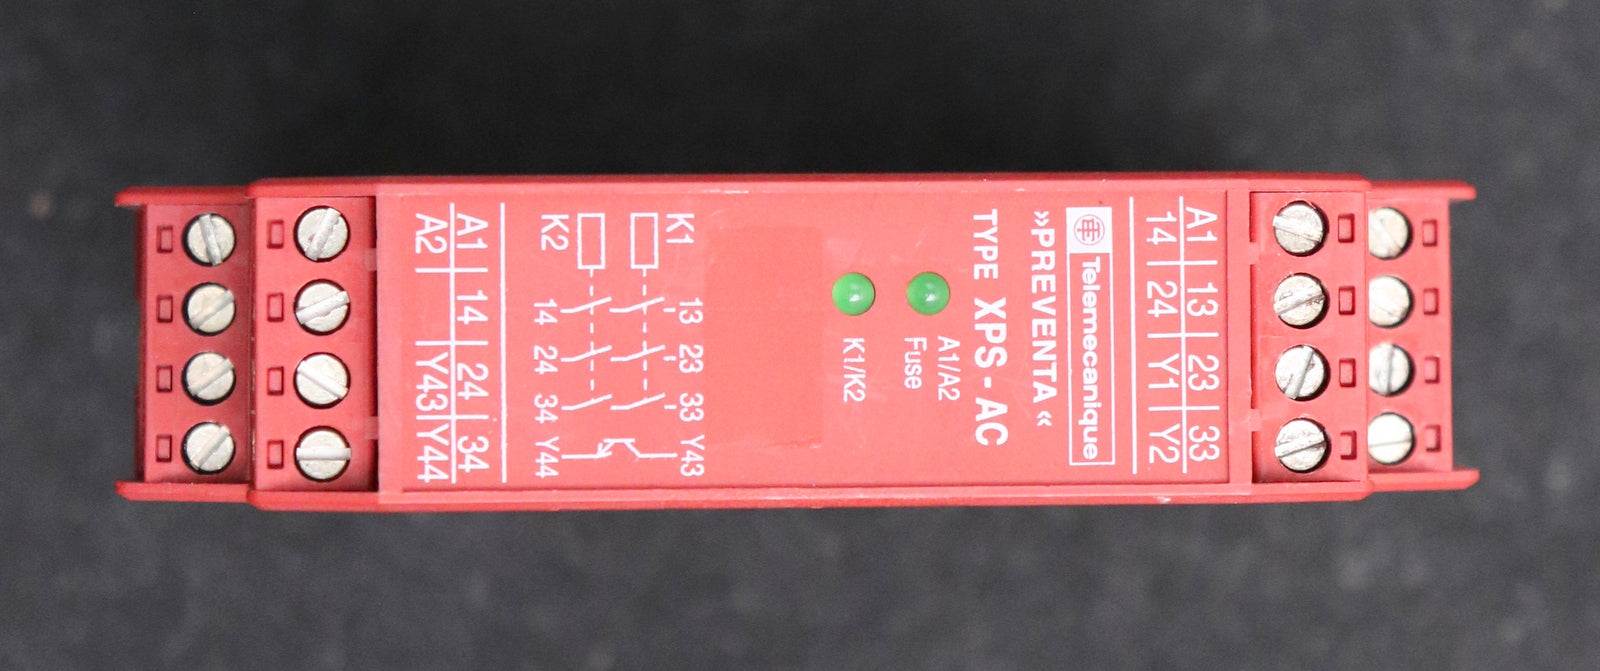 A1 | 13 | 23 | 33
14 | 24 | Y1 | Y2
Telemecanique
»PREVENTA«
TYPE XPS - AC
A1/A2
Fuse
K1/K2
K1 13 23 33 Y43
K2 14 24 34 Y44
A1 | 14 | 24 | 34
A2 | Y43 | Y44